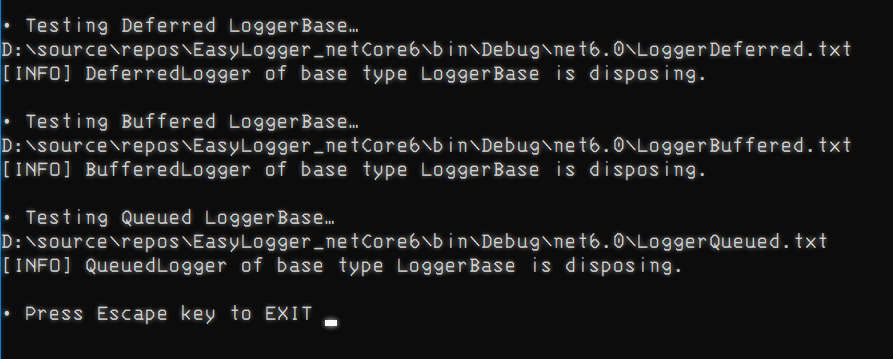 • Testing Deferred LoggerBase…
D:\source\repos\EasyLogger_netCore6\bin\Debug\net6.0\LoggerDeferred.txt
[INFO] DeferredLogger of base type LoggerBase is disposing.
• Testing Buffered LoggerBase…
D:\source\repos\EasyLogger_netCore6\bin\Debug\net6.0\LoggerBuffered.txt
[INFO] BufferedLogger of base type LoggerBase is disposing.
• Testing Queued LoggerBase…
D:\source\repos\EasyLogger_netCore6\bin\Debug\net6.0\LoggerQueued.txt
[INFO] QueuedLogger of base type LoggerBase is disposing.
• Press Escape key to EXIT